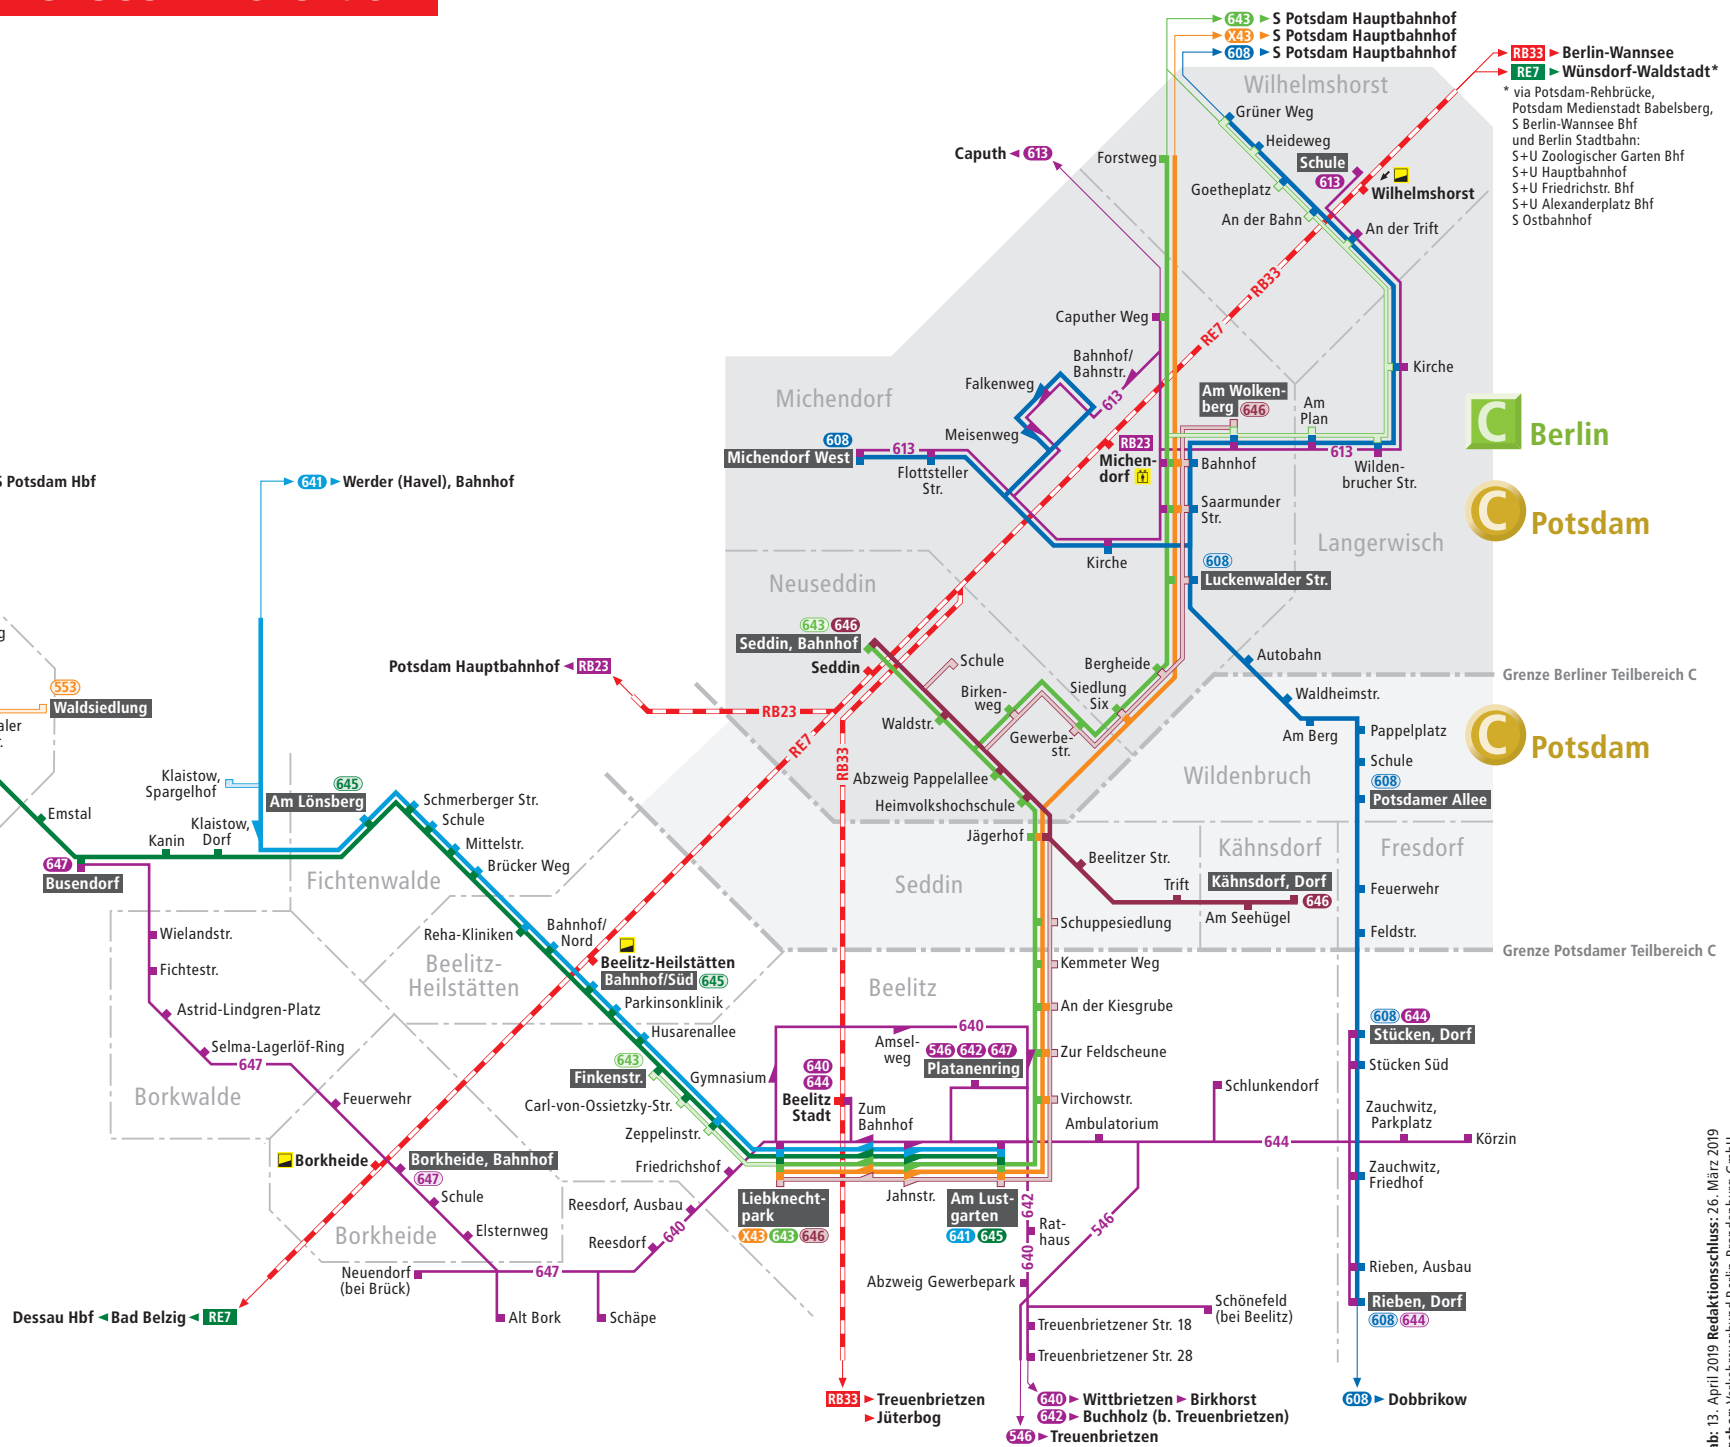 643 S Potsdam Hauptbahnhof
X43 S Potsdam Hauptbahnhof
608 S Potsdam Hauptbahnhof
RB33 Berlin-Wannsee
RE7 Wünsdorf-Waldstadt*
* via Potsdam-Rehbrücke,
Potsdam Medienstadt Babelsberg,
S Berlin-Wannsee Bhf
und Berlin Stadtbahn:
S+U Zoologischer Garten Bhf
S+U Hauptbahnhof
S+U Friedrichstr. Bhf
S+U Alexanderplatz Bhf
S Ostbahnhof
Wilhelmshorst
Grüner Weg
Heideweg
Schule
613
Wilhelmshorst
Caputh 613
Forstweg
Goetheplatz
An der Bahn
An der Trift
RB33
RE7
Caputher Weg
Bahnhof/
Bahnstr.
Falkenweg
613
Meisenweg
Michendorf
Kirche
Am Wolken-
berg 646
Am
Plan
C Berlin
608
Michendorf West
613
Flottsteller
Str.
RB23
Michen-
dorf
Bahnhof
613
Wilden-
brucher Str.
S Potsdam Hbf
641 Werder (Havel), Bahnhof
Saarmunder
Str.
C Potsdam
Kirche
Langerwisch
608
Luckenwalder Str.
Neuseddin
643 646
Seddin, Bahnhof
Seddin
Schule
Bergheide
Autobahn
Potsdam Hauptbahnhof RB23
Grenze Berliner Teilbereich C
553
Waldsiedlung
RB23
Birken-
weg
Siedlung
Six
Waldstr.
Gewerbe-
str.
Waldheimstr.
Am Berg
Pappelplatz
C Potsdam
RE7
RB33
Klaistow,
Spargelhof
645
Am Lönsberg
Abzweig Pappelallee
Heimvolkshochschule
Wildenbruch
Schule
608
Potsdamer Allee
Emstal
Kanin
Klaistow,
Dorf
Schmerberger Str.
Schule
Mittelstr.
Brücker Weg
Jägerhof
Beelitzer Str.
Kähnsdorf
Fresdorf
647
Busendorf
Fichtenwalde
Seddin
Trift
Kähnsdorf, Dorf
646
Am Seehügel
Feuerwehr
Wielandstr.
Reha-Kliniken
Bahnhof/
Nord
Schuppesiedlung
Feldstr.
Grenze Potsdamer Teilbereich C
Fichtestr.
Beelitz-
Heilstätten
Beelitz-Heilstätten
Bahnhof/Süd 645
Kemmeter Weg
Beelitz
Astrid-Lindgren-Platz
Parkinsonklinik
An der Kiesgrube
608 644
Stücken, Dorf
Selma-Lagerlöf-Ring
647
Husarenallee
640
Amsel-
weg
546 642 647
Platanenring
Zur Feldscheune
Stücken Süd
Borkwalde
643
Finkenstr.
Gymnasium
640
644
Beelitz
Stadt
Schlunkendorf
Feuerwehr
Carl-von-Ossietzky-Str.
Zum
Bahnhof
Virchowstr.
Zauchwitz,
Parkplatz
Zeppelinstr.
Ambulatorium
644
Körzin
Borkheide
Borkheide, Bahnhof
647
Friedrichshof
Zauchwitz,
Friedhof
Schule
Reesdorf, Ausbau
Liebknecht-
park
X43 643 646
Jahnstr.
Am Lust-
garten
641 645
642
546
Elsternweg
Borkheide
Reesdorf
640
Rat-
haus
640
Neuendorf
(bei Brück)
647
Abzweig Gewerbepark
Rieben, Ausbau
Dessau Hbf Bad Belzig RE7
Alt Bork
Schäpe
Treuenbrietzener Str. 18
Schönefeld
(bei Beelitz)
Rieben, Dorf
608 644
Treuenbrietzener Str. 28
RB33 Treuenbrietzen
Jüterbog
640 Wittbrietzen Birkhorst
642 Buchholz (b. Treuenbrietzen)
546 Treuenbrietzen
608 Dobbrikow
ab: 13. April 2019 Redaktionsschluss: 26. März 2019